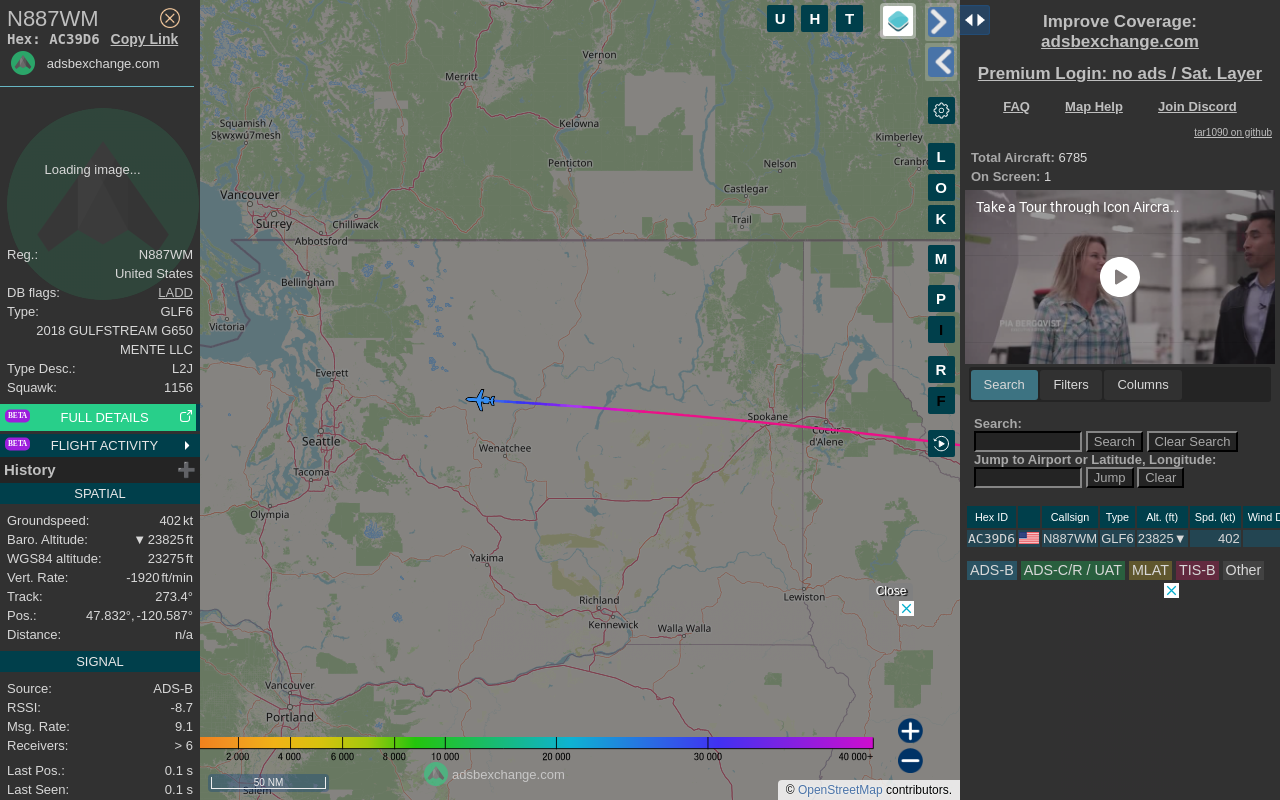 N887WM
Hex: AC39D6 Copy Link
adsbexchange.com
Loading image...
Reg.: N887WM
United States
DB flags: LADD
Type: GLF6
2018 GULFSTREAM G650
MENTE LLC
Type Desc.: L2J
Squawk: 1156
BETA FULL DETAILS
BETA FLIGHT ACTIVITY
History
SPATIAL
Groundspeed: 402 kt
Baro. Altitude: ▼ 23825 ft
WGS84 altitude: 23275 ft
Vert. Rate: -1920 ft/min
Track: 273.4°
Pos.: 47.832°, -120.587°
Distance: n/a
SIGNAL
Source: ADS-B
RSSI: -8.7
Msg. Rate: 9.1
Receivers: > 6
Last Pos.: 0.1 s
Last Seen: 0.1 s
U H T
L
O
K
M
P
I
R
F
Vernon
Merritt
Squamish /
Sḵwx̱wú7mesh
Kelowna
Kimberley
Penticton
Nelson
Cranbr
Castlegar
Vancouver
Surrey
Chilliwack
Trail
Abbotsford
Bellingham
Victoria
Everett
Spokane
Coeur
d'Alene
Seattle
Wenatchee
Tacoma
Olympia
Yakima
Richland
Lewiston
Kennewick
Walla Walla
Vancouver
Portland
Salem
Close
2 000 4 000 6 000 8 000 10 000 20 000 30 000 40 000+
50 NM
adsbexchange.com
© OpenStreetMap contributors.
Improve Coverage:
adsbexchange.com
Premium Login: no ads / Sat. Layer
FAQ Map Help Join Discord
tar1090 on github
Total Aircraft: 6785
On Screen: 1
Take a Tour through Icon Aircra...
PIA BERGQVIST
Search Filters Columns
Search:
Search Clear Search
Jump to Airport or Latitude, Longitude:
Jump Clear
Hex ID Callsign Type Alt. (ft) Spd. (kt) Wind D
AC39D6 N887WM GLF6 23825▼ 402
ADS-B ADS-C/R / UAT MLAT TIS-B Other